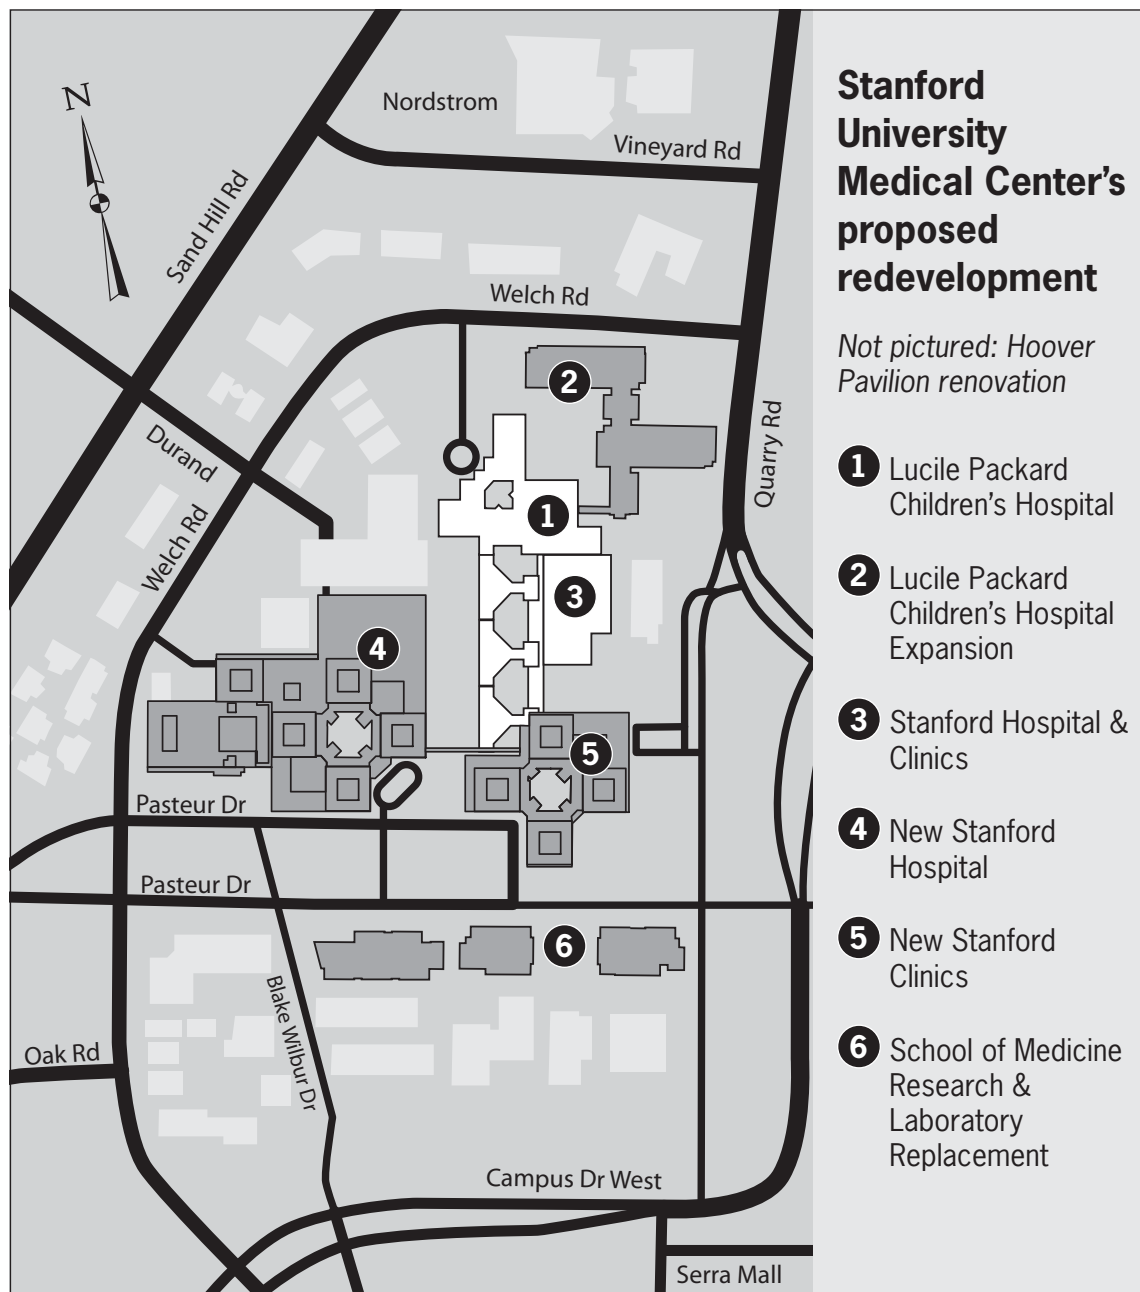 N
Nordstrom
Vineyard Rd
Sand Hill Rd
Welch Rd
Durand
Quarry Rd
Welch Rd
Pasteur Dr
Pasteur Dr
Blake Wilbur Dr
Oak Rd
Campus Dr West
Serra Mall
1
2
3
4
5
6
Stanford
University
Medical Center’s
proposed
redevelopment
Not pictured: Hoover
Pavilion renovation
1 Lucile Packard
Children’s Hospital
2 Lucile Packard
Children’s Hospital
Expansion
3 Stanford Hospital &
Clinics
4 New Stanford
Hospital
5 New Stanford
Clinics
6 School of Medicine
Research &
Laboratory
Replacement